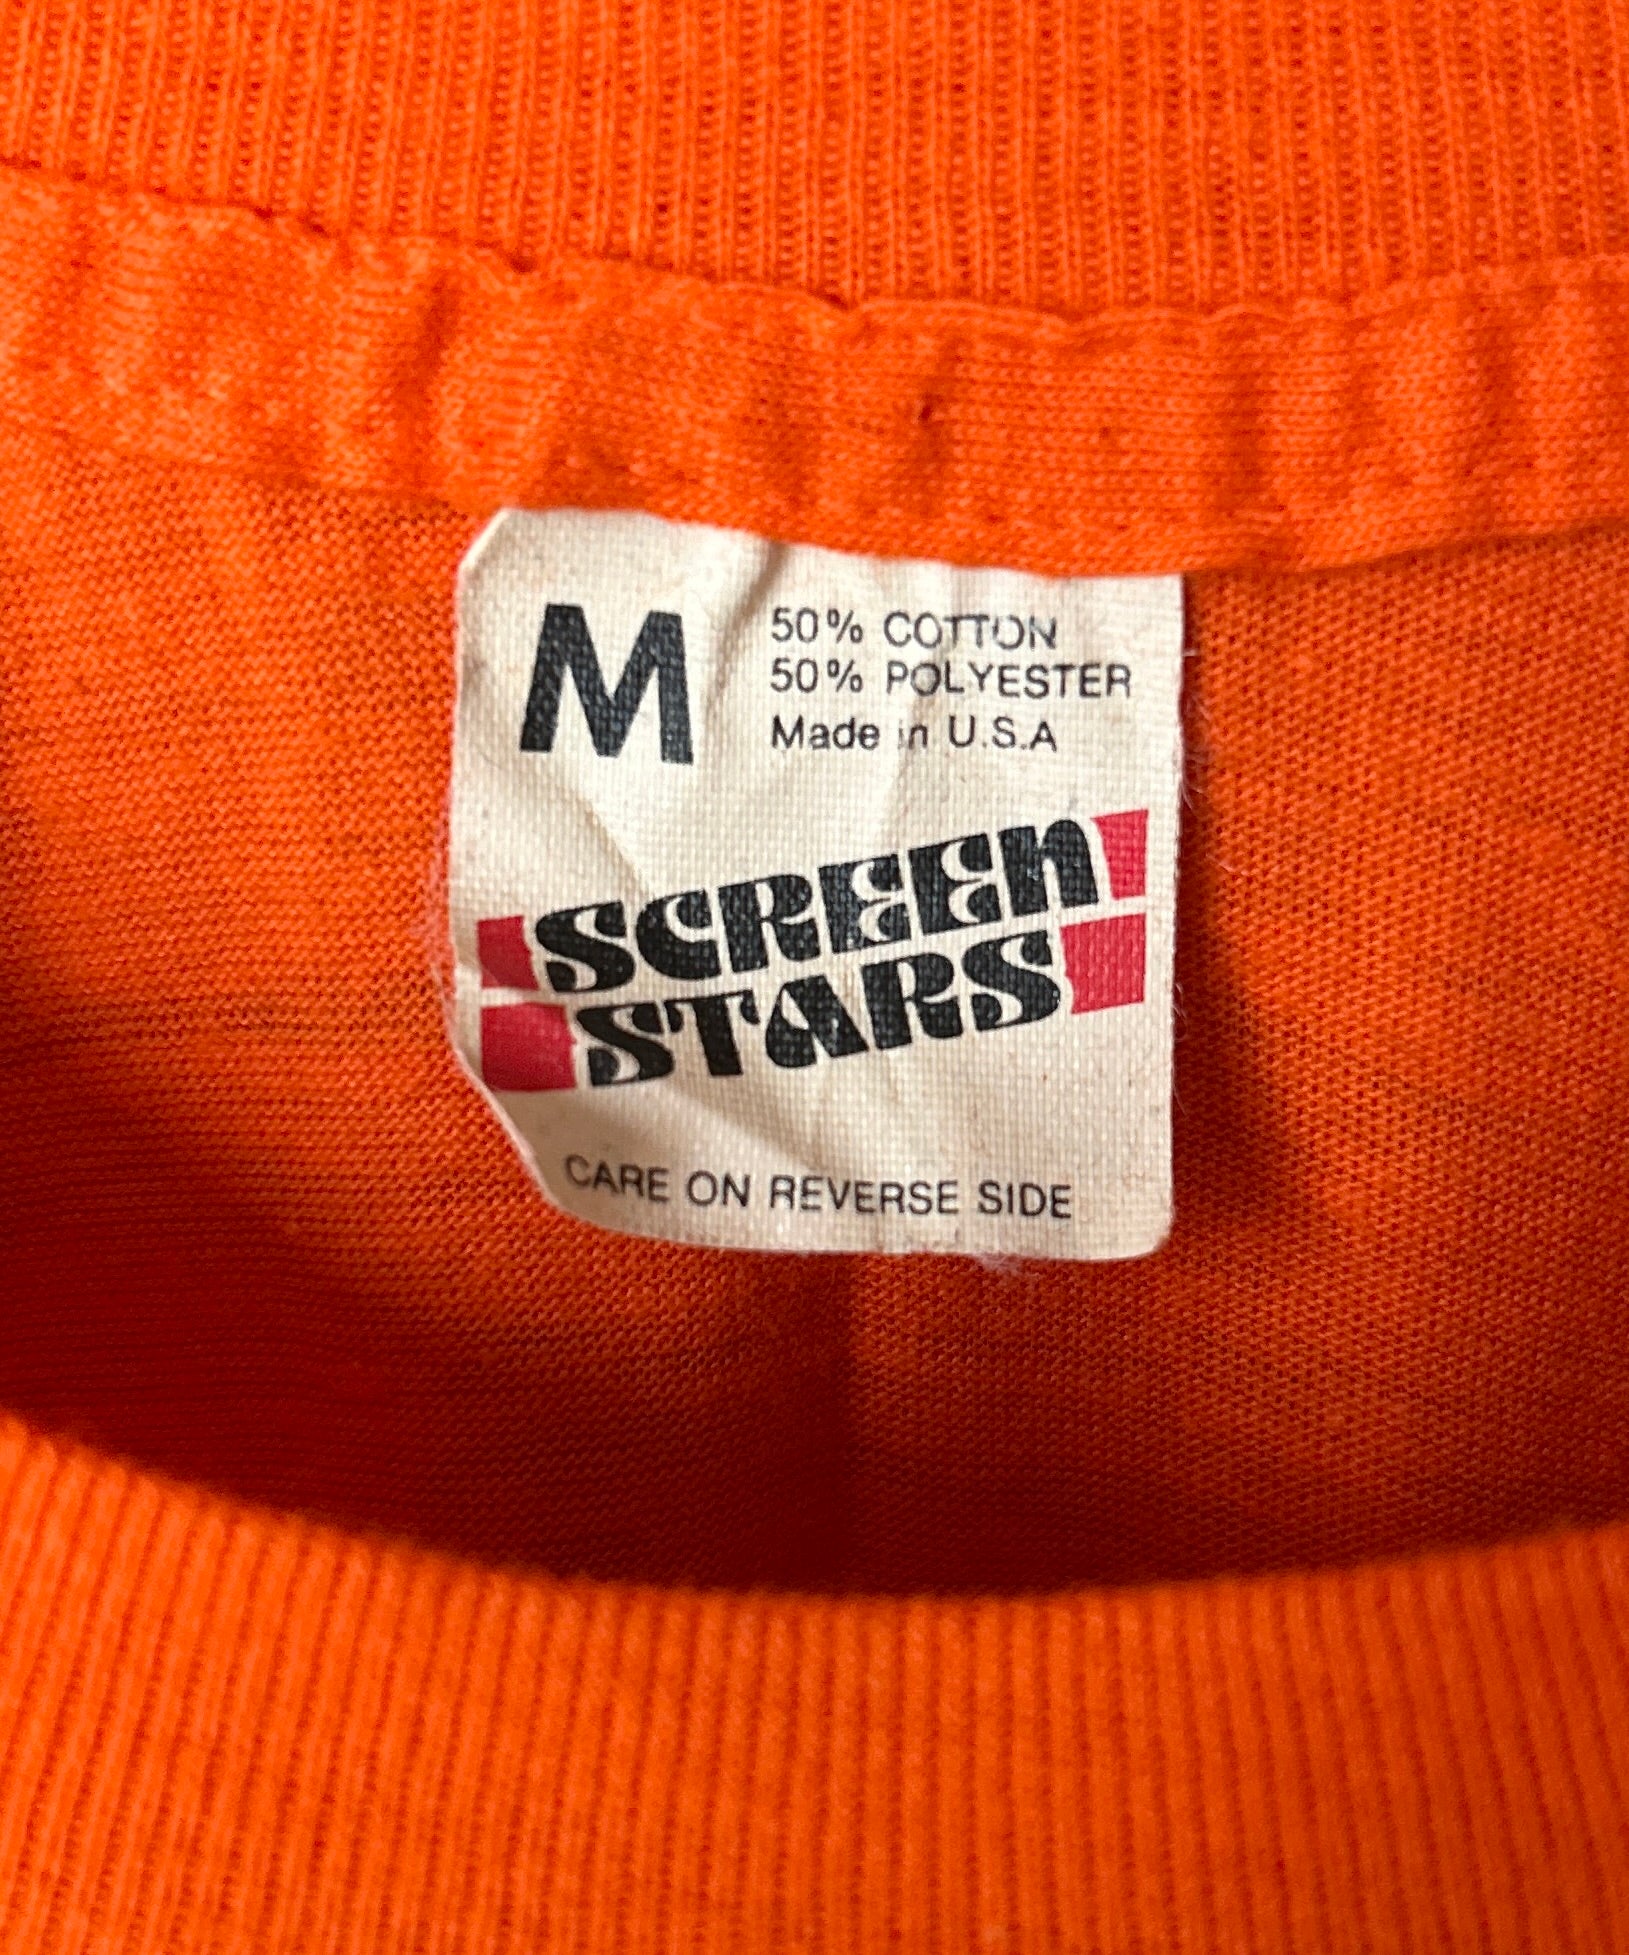 M
50% COTTON
50% POLYESTER
Made in U.S.A
SCREEN
STARS
CARE ON REVERSE SIDE